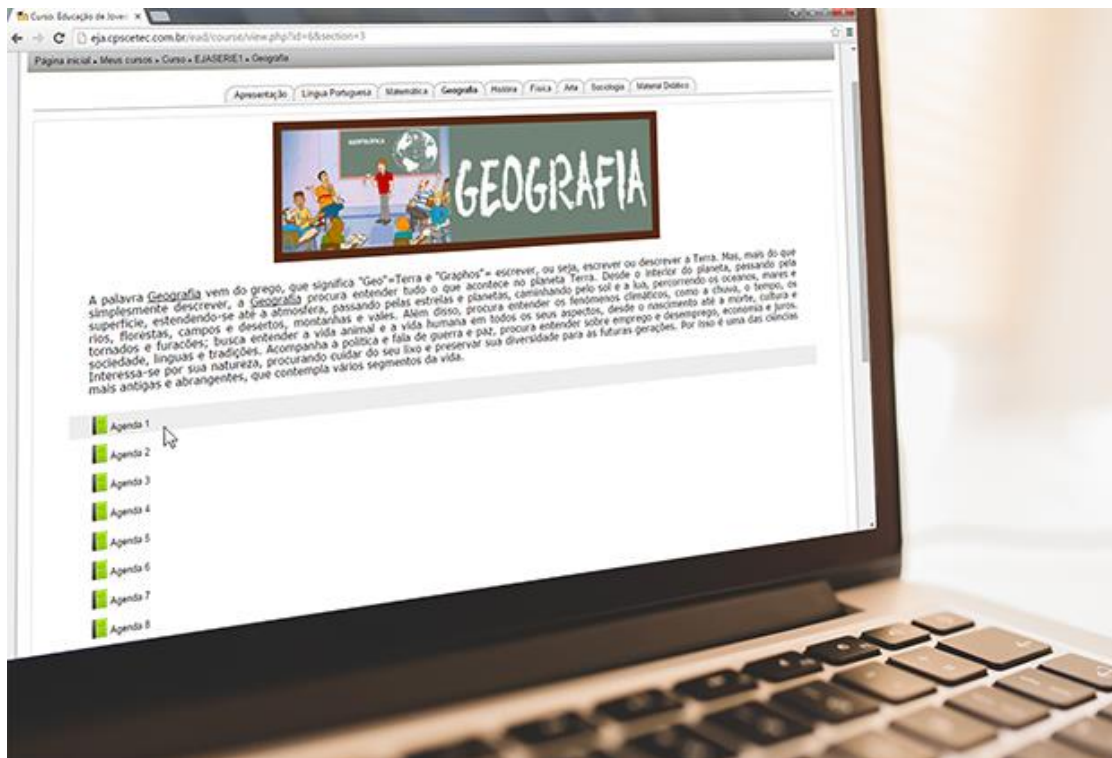 Curso: Educação de Joven
eja.cpscetec.com.br/ead/course/view.php?id=6&section=3
Página inicial ▸ Meus cursos ▸ Curso ▸ EJASERIE1 ▸ Geografia
Apresentação Língua Portuguesa Matemática Geografia História Física Arte Sociologia Material Didático
GEOGRAFIA
A palavra Geografia vem do grego, que significa "Geo"=Terra e "Graphos"= escrever, ou seja, escrever ou descrever a Terra. Mas, mais do que
simplesmente descrever, a Geografia procura entender tudo o que acontece no planeta Terra. Desde o interior do planeta, passando pela
superfície, estendendo-se até a atmosfera, passando pelas estrelas e planetas, caminhando pelo sol e a lua, percorrendo os oceanos, mares e
rios, florestas, campos e desertos, montanhas e vales. Além disso, procura entender os fenômenos climáticos, como a chuva, o tempo, os
tornados e furacões; busca entender a vida animal e a vida humana em todos os seus aspectos, desde o nascimento até a morte, cultura e
sociedade, línguas e tradições. Acompanha a política e fala de guerra e paz, procura entender sobre emprego e desemprego, economia e juros.
Interessa-se por sua natureza, procurando cuidar do seu lixo e preservar sua diversidade para as futuras gerações. Por isso é uma das ciências
mais antigas e abrangentes, que contempla vários segmentos da vida.
Agenda 1
Agenda 2
Agenda 3
Agenda 4
Agenda 5
Agenda 6
Agenda 7
Agenda 8